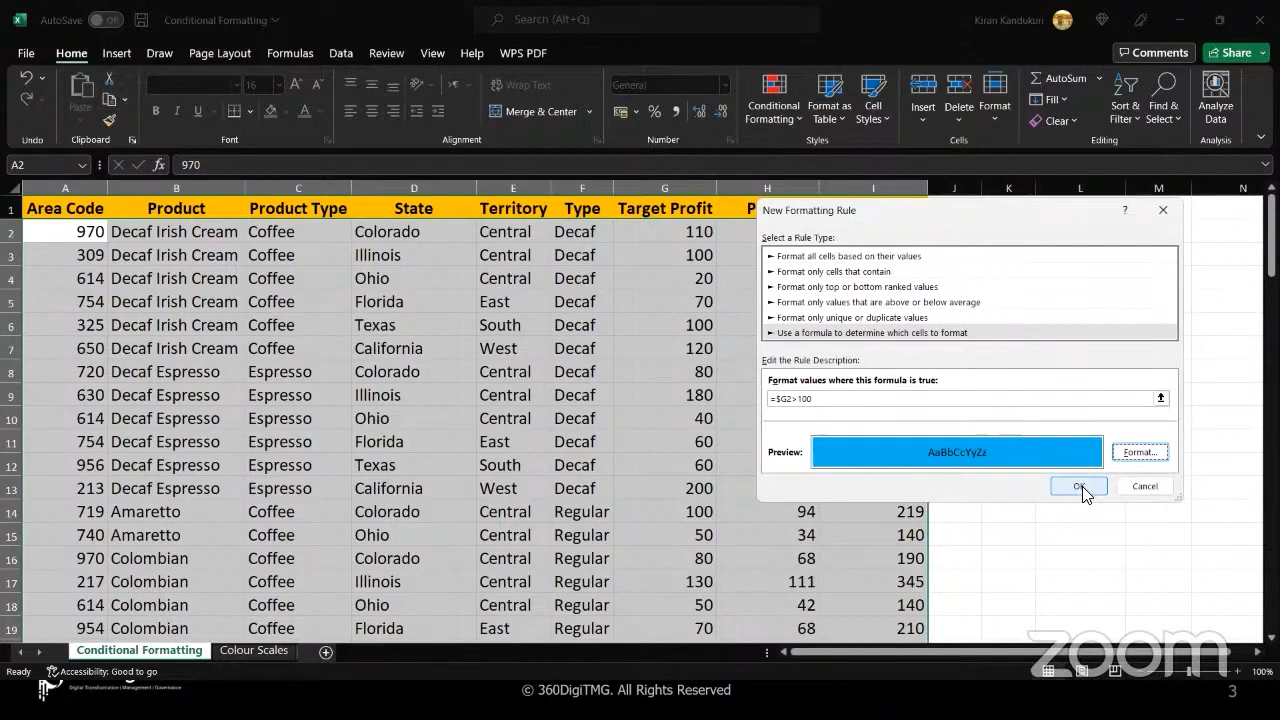 AutoSave Off Conditional Formatting Search (Alt+Q) Kiran Kandukuri
File Home Insert Draw Page Layout Formulas Data Review View Help WPS PDF Comments Share
Paste 16 Wrap Text General Conditional Formatting Format as Table Cell Styles Insert Delete Format AutoSum Sort & Filter Find & Select Analyze Data
B I U Merge & Center % Fill
Clear
Undo Clipboard Font Alignment Number Styles Cells Editing Analysis
A2 fx 970
A B C D E F G H I J K L M N
1 Area Code Product Product Type State Territory Type Target Profit P
2 970 Decaf Irish Cream Coffee Colorado Central Decaf 110
3 309 Decaf Irish Cream Coffee Illinois Central Decaf 100
4 614 Decaf Irish Cream Coffee Ohio Central Decaf 20
5 754 Decaf Irish Cream Coffee Florida East Decaf 70
6 325 Decaf Irish Cream Coffee Texas South Decaf 100
7 650 Decaf Irish Cream Coffee California West Decaf 120
8 720 Decaf Espresso Espresso Colorado Central Decaf 80
9 630 Decaf Espresso Espresso Illinois Central Decaf 180
10 614 Decaf Espresso Espresso Ohio Central Decaf 40
11 754 Decaf Espresso Espresso Florida East Decaf 60
12 956 Decaf Espresso Espresso Texas South Decaf 60
13 213 Decaf Espresso Espresso California West Decaf 200
14 719 Amaretto Coffee Colorado Central Regular 100 94 219
15 740 Amaretto Coffee Ohio Central Regular 50 34 140
16 970 Colombian Coffee Colorado Central Regular 80 68 190
17 217 Colombian Coffee Illinois Central Regular 130 111 345
18 614 Colombian Coffee Ohio Central Regular 50 42 140
19 954 Colombian Coffee Florida East Regular 70 68 210
New Formatting Rule ?
Select a Rule Type:
► Format all cells based on their values
► Format only cells that contain
► Format only top or bottom ranked values
► Format only values that are above or below average
► Format only unique or duplicate values
► Use a formula to determine which cells to format
Edit the Rule Description:
Format values where this formula is true:
=$G2>100
Preview: AaBbCcYyZz Format...
OK Cancel
Conditional Formatting Colour Scales
Ready Accessibility: Good to go 100%
zoom
Digital Transformation | Management | Governance
© 360DigiTMG. All Rights Reserved 3